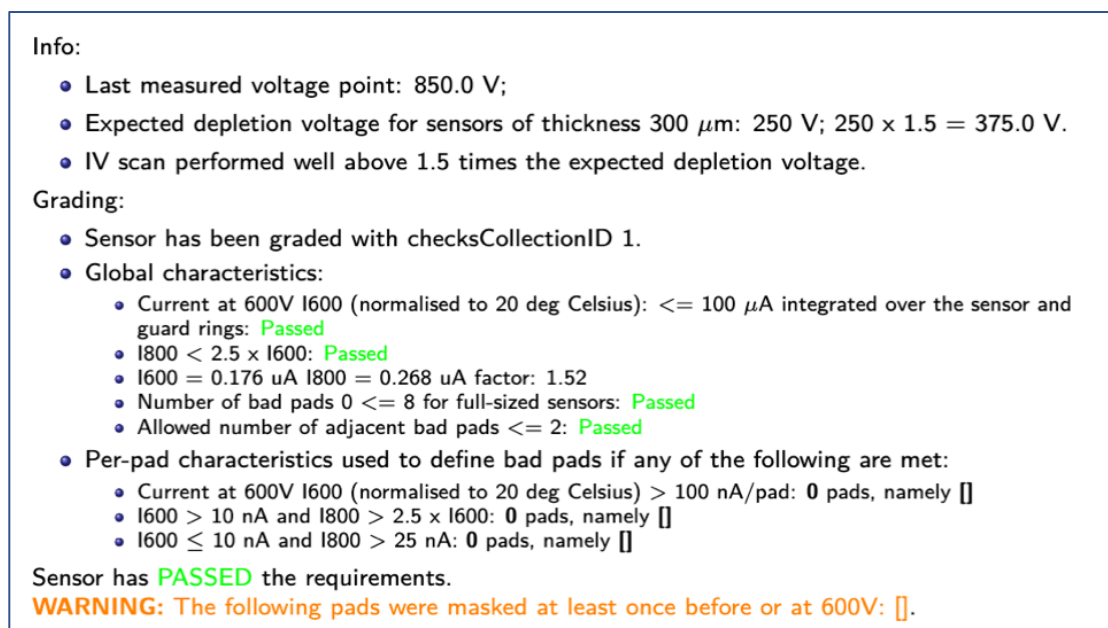 Info:
Last measured voltage point: 850.0 V;
Expected depletion voltage for sensors of thickness 300 μm: 250 V; 250 x 1.5 = 375.0 V.
IV scan performed well above 1.5 times the expected depletion voltage.
Grading:
Sensor has been graded with checksCollectionID 1.
Global characteristics:
Current at 600V I600 (normalised to 20 deg Celsius): <= 100 μA integrated over the sensor and
guard rings: Passed
I800 < 2.5 x I600: Passed
I600 = 0.176 uA I800 = 0.268 uA factor: 1.52
Number of bad pads 0 <= 8 for full-sized sensors: Passed
Allowed number of adjacent bad pads <= 2: Passed
Per-pad characteristics used to define bad pads if any of the following are met:
Current at 600V I600 (normalised to 20 deg Celsius) > 100 nA/pad: 0 pads, namely []
I600 > 10 nA and I800 > 2.5 x I600: 0 pads, namely []
I600 ≤ 10 nA and I800 > 25 nA: 0 pads, namely []
Sensor has PASSED the requirements.
WARNING: The following pads were masked at least once before or at 600V: [].